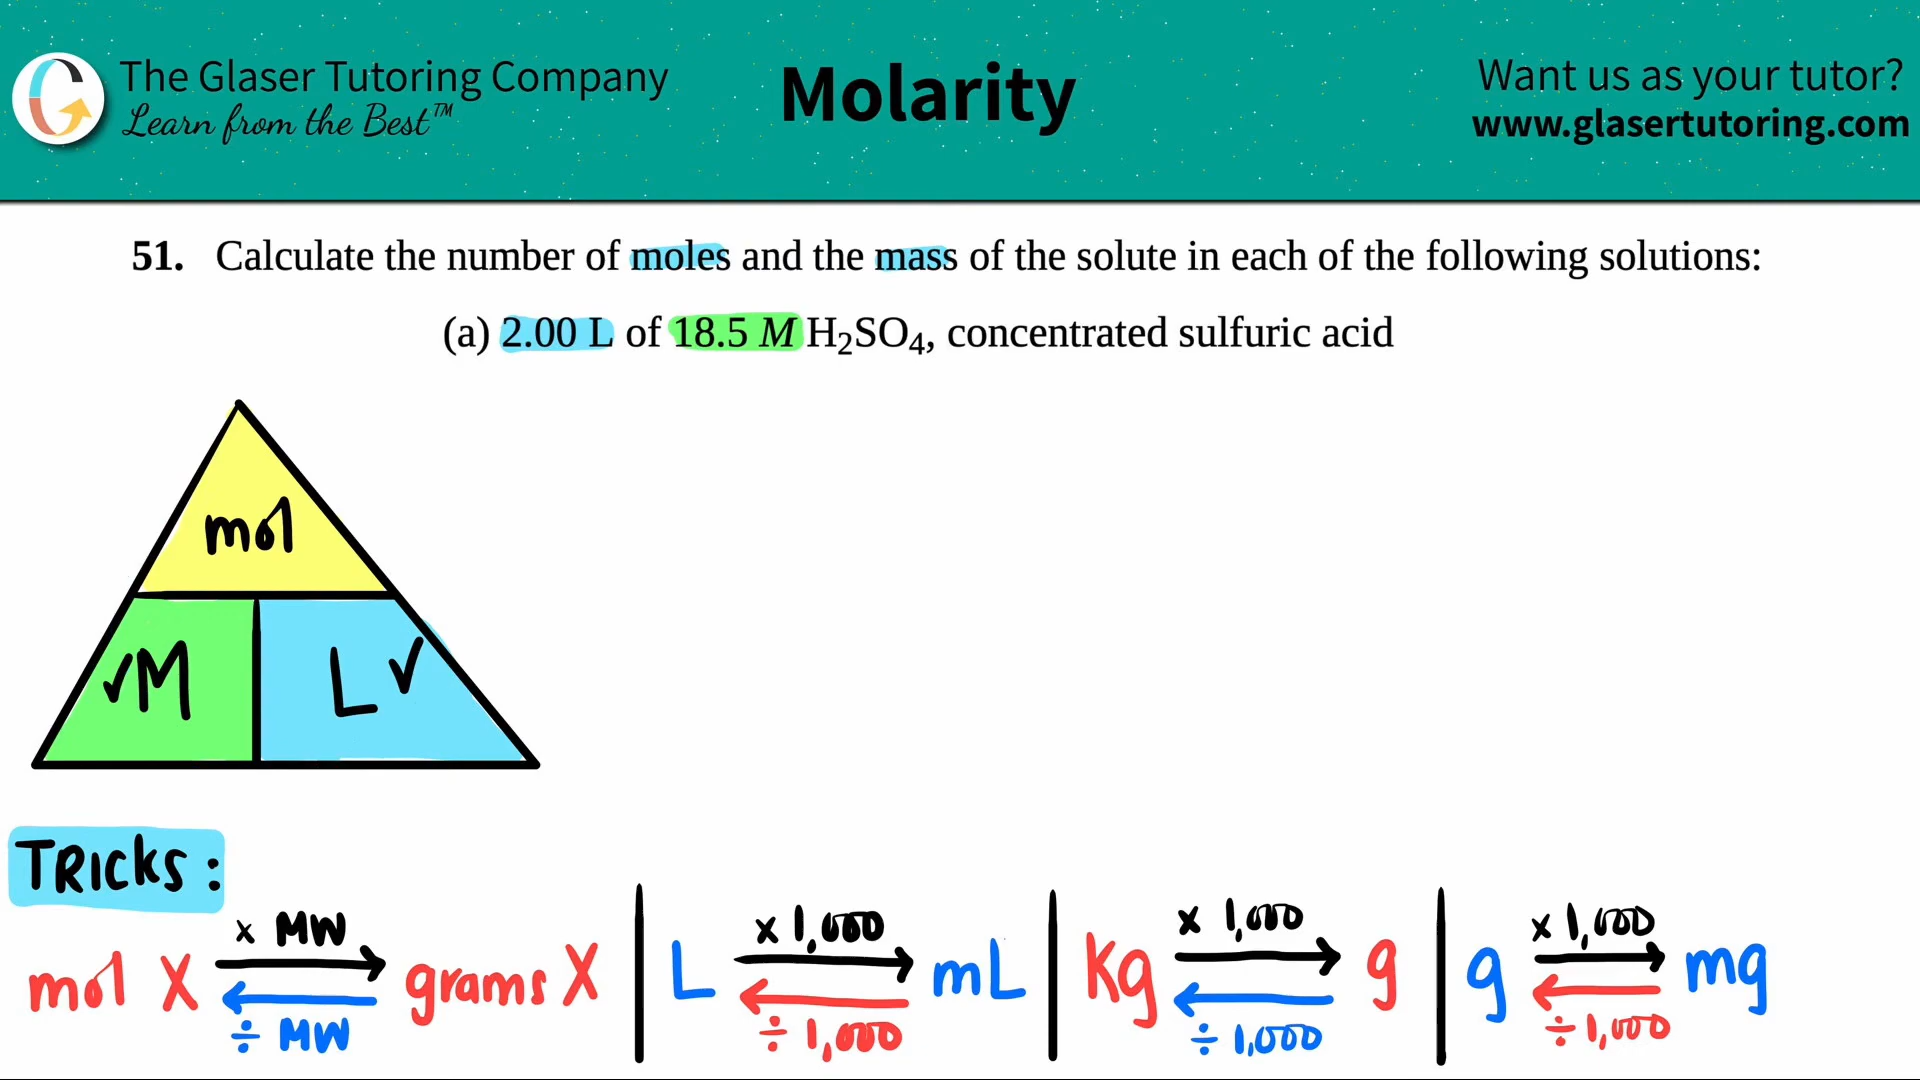 The Glaser Tutoring Company
Learn from the Best™
Molarity
Want us as your tutor?
www.glasertutoring.com
51. Calculate the number of moles and the mass of the solute in each of the following solutions:
(a) 2.00 L of 18.5 M H₂SO₄, concentrated sulfuric acid
mol
✓M
L✓
TRICKS:
x MW
mol X
grams X
÷ MW
x 1,000
L
mL
÷ 1,000
x 1,000
kg
g
÷ 1,000
x 1,000
g
mg
÷ 1,000